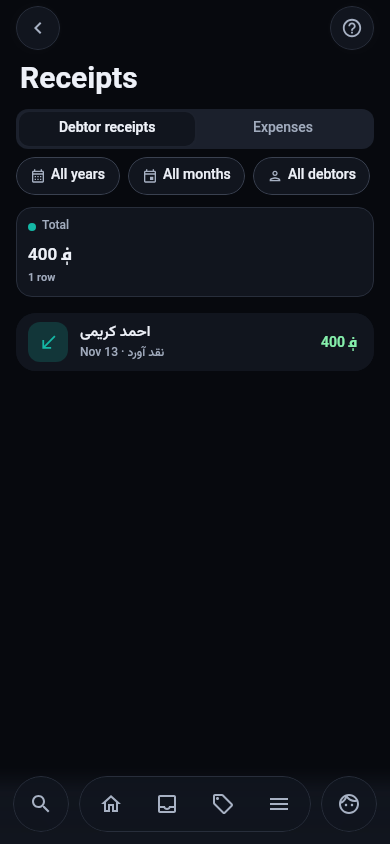 Receipts
Debtor receipts
Expenses
All years
All months
All debtors
Total
400 ؋
1 row
احمد کریمی
400 ؋
Nov 13 · نقد آورد